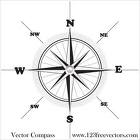 N
NW NE
W E
SW SE
S
Vector Compass www.123freevectors.com